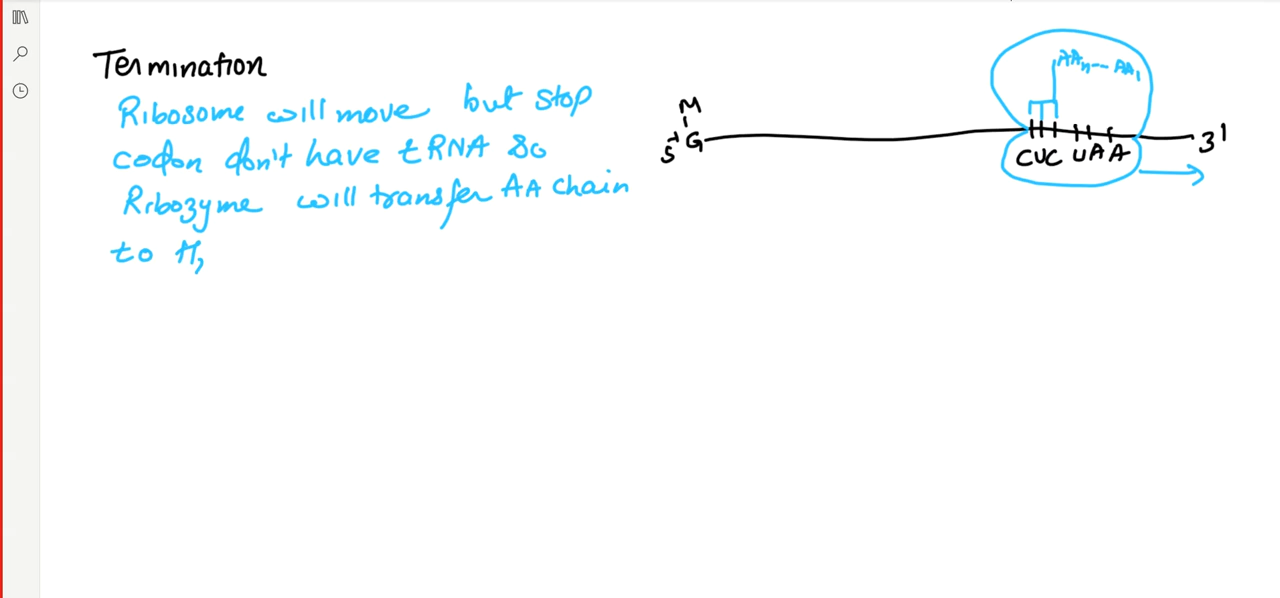 Termination
Ribosome will move but stop
codon don't have tRNA so
Ribozyme will transfer AA chain
to H₂
M
5' G
AAn-- AA1
CUC UAA
3'